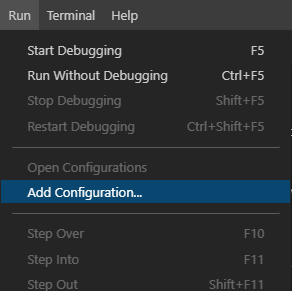 Run Terminal Help
Start Debugging F5
Run Without Debugging Ctrl+F5
Stop Debugging Shift+F5
Restart Debugging Ctrl+Shift+F5
Open Configurations
Add Configuration...
Step Over F10
Step Into F11
Step Out Shift+F11